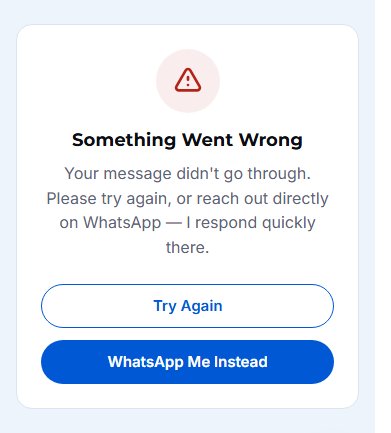 Something Went Wrong
Your message didn't go through.
Please try again, or reach out directly
on WhatsApp — I respond quickly
there.
Try Again
WhatsApp Me Instead